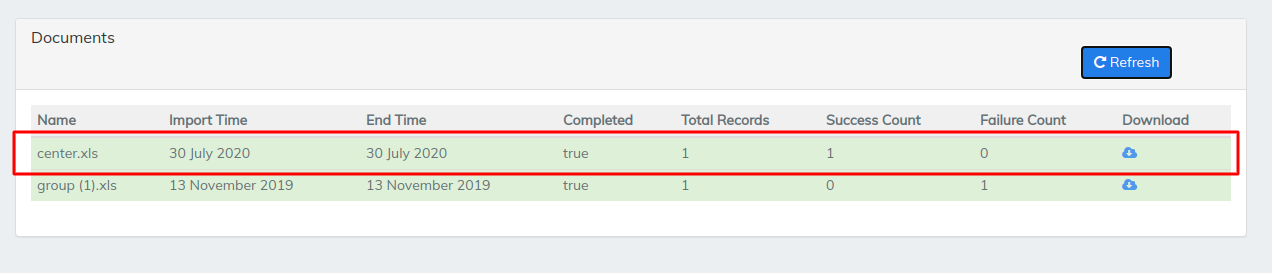 Documents
Refresh
Name Import Time End Time Completed Total Records Success Count Failure Count Download
center.xls 30 July 2020 30 July 2020 true 1 1 0
group (1).xls 13 November 2019 13 November 2019 true 1 0 1